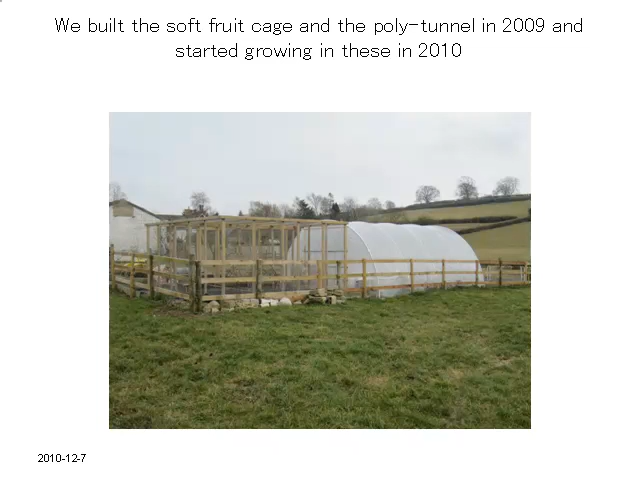 We built the soft fruit cage and the poly-tunnel in 2009 and
started growing in these in 2010
2010-12-7